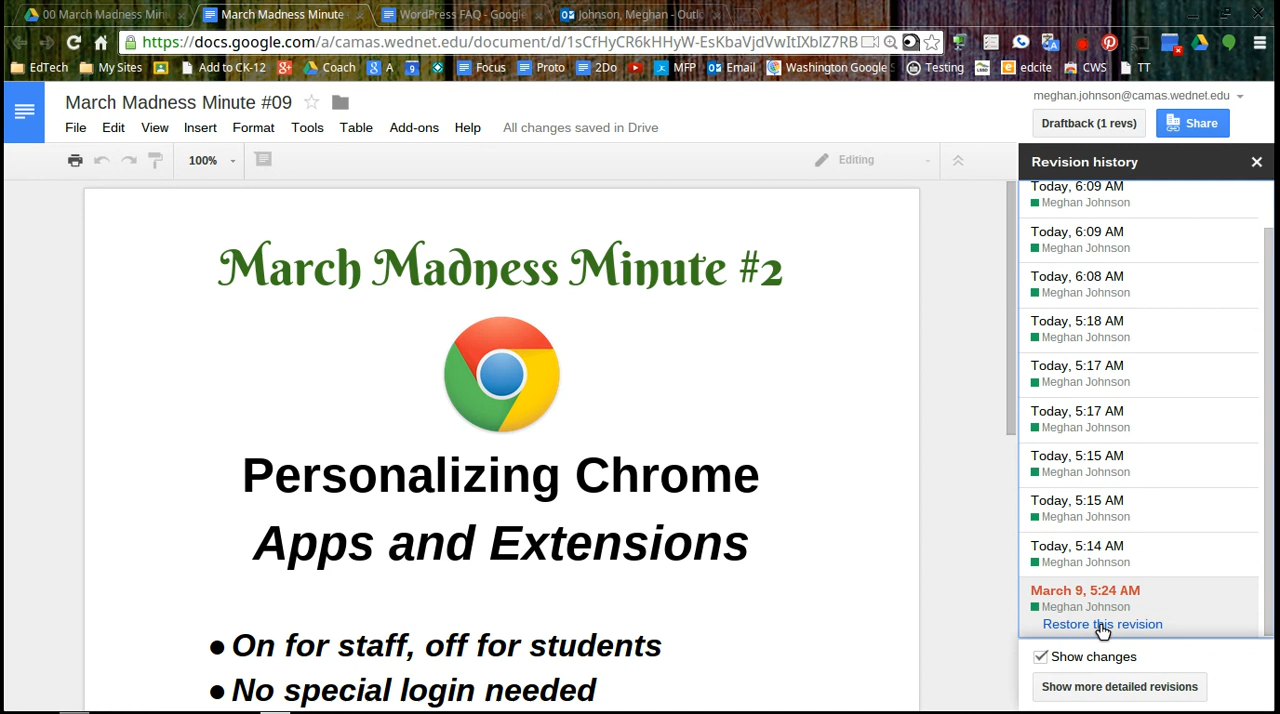 00 March Madness Min
March Madness Minute
WordPress FAQ - Google
Johnson, Meghan - Outlo
https://docs.google.com/a/camas.wednet.edu/document/d/1sCfHyCR6kHHyW-EsKbaVjdVwItIXblZ7RB
EdTech
My Sites
Add to CK-12
Coach
A
Focus
Proto
2Do
MFP
Email
Washington Google
Testing
edcite
CWS
TT
March Madness Minute #09
meghan.johnson@camas.wednet.edu
File Edit View Insert Format Tools Table Add-ons Help All changes saved in Drive
Draftback (1 revs)
Share
100%
Editing
Revision history
March Madness Minute #2
Personalizing Chrome
Apps and Extensions
● On for staff, off for students
● No special login needed
Today, 6:09 AM
Meghan Johnson
Today, 6:09 AM
Meghan Johnson
Today, 6:08 AM
Meghan Johnson
Today, 5:18 AM
Meghan Johnson
Today, 5:17 AM
Meghan Johnson
Today, 5:17 AM
Meghan Johnson
Today, 5:15 AM
Meghan Johnson
Today, 5:15 AM
Meghan Johnson
Today, 5:14 AM
Meghan Johnson
March 9, 5:24 AM
Meghan Johnson
Restore this revision
Show changes
Show more detailed revisions